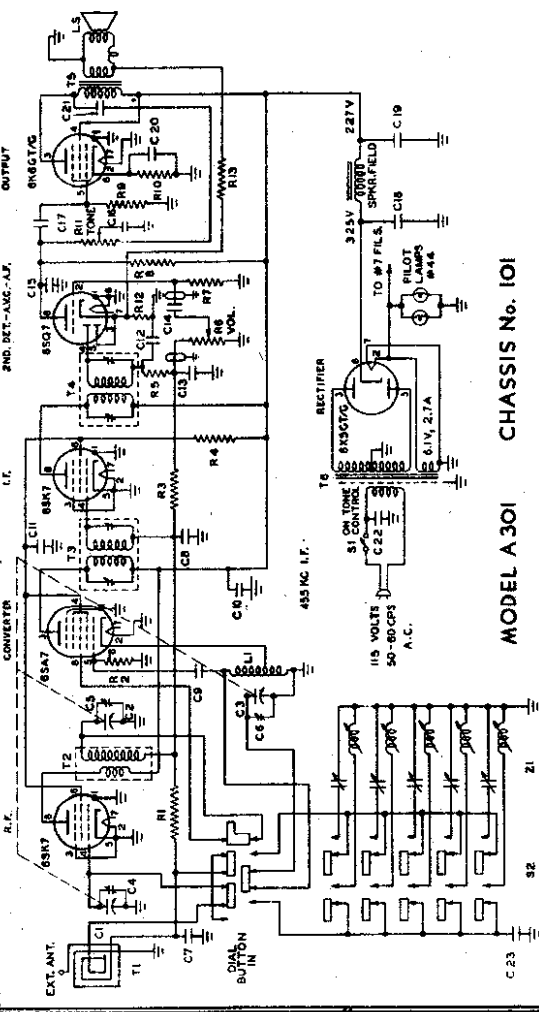 R.F.
CONVERTER
I.F.
2ND. DET.-A.V.C.-A.F.
OUTPUT
EXT. ANT.
6SK7
6SA7
6SK7
6SQ7
6K6GT/G
L.S
C1
T1
C4
T2
C5
R2
C11
T3
T4
C15
C17
R11
TONE
C16
R9
R10
C20
C21
T5
R1
C7
C9
L1
C3
C6
C10
C8
R3
R4
R5
C13
C12
R12
R8
C14
R6
VOL.
R7
R13
DIAL
BUTTON
IN
455 KC I.F.
S1 ON TONE
CONTROL
C22
115 VOLTS
50-60 CPS
A.C.
T6
RECTIFIER
6X5GT/G
6.1V, 2.7A
325V
SPKR.FIELD
227V
C18
C19
TO #7 FILS.
PILOT
LAMPS
#44
C23
S2
Z1
MODEL A301 CHASSIS No. 101